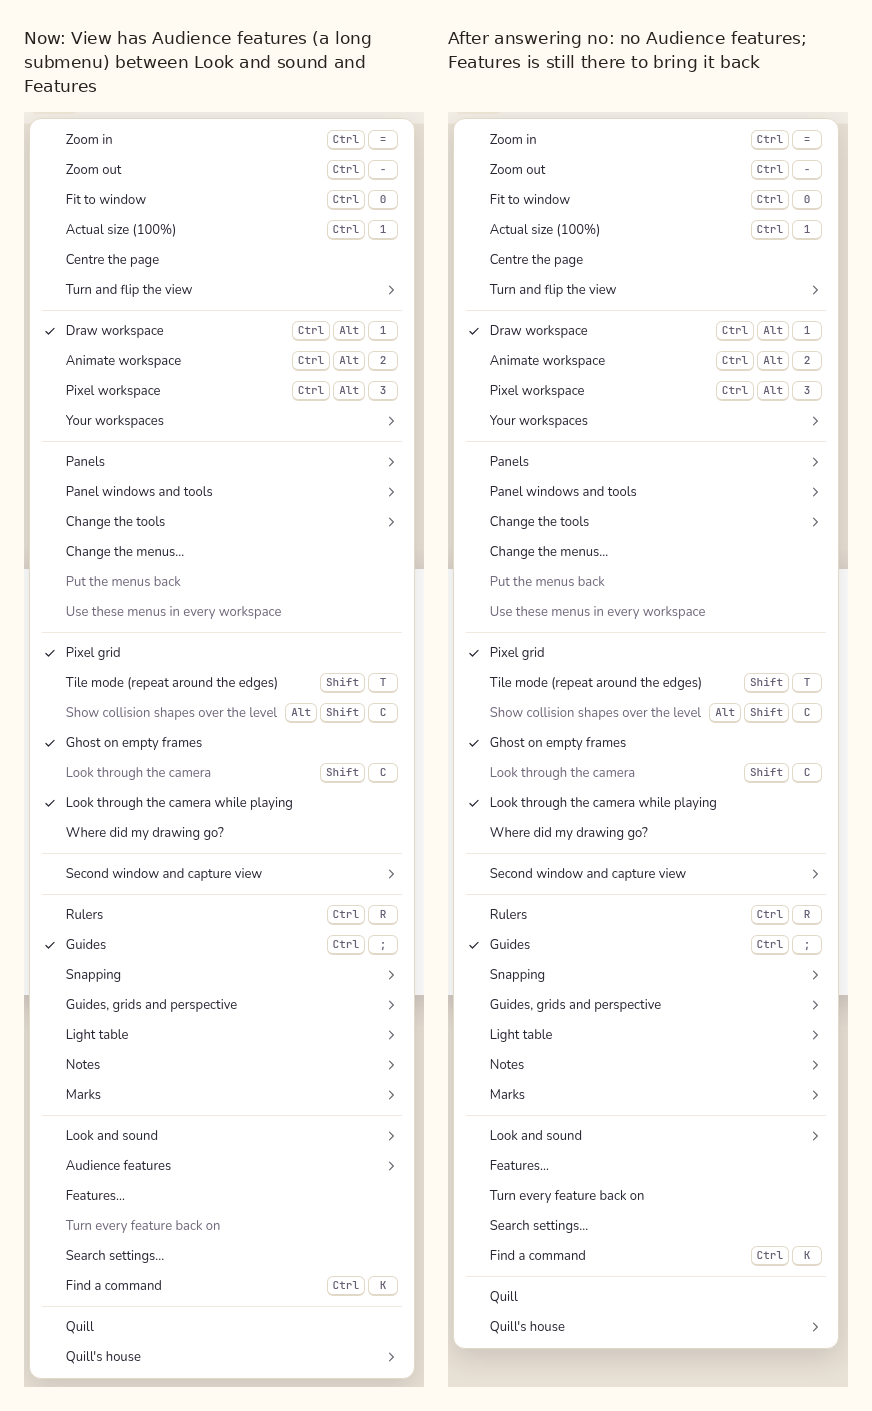 Now: View has Audience features (a long
submenu) between Look and sound and
Features
Zoom in Ctrl =
Zoom out Ctrl -
Fit to window Ctrl 0
Actual size (100%) Ctrl 1
Centre the page
Turn and flip the view
Draw workspace Ctrl Alt 1
Animate workspace Ctrl Alt 2
Pixel workspace Ctrl Alt 3
Your workspaces
Panels
Panel windows and tools
Change the tools
Change the menus...
Put the menus back
Use these menus in every workspace
Pixel grid
Tile mode (repeat around the edges) Shift T
Show collision shapes over the level Alt Shift C
Ghost on empty frames
Look through the camera Shift C
Look through the camera while playing
Where did my drawing go?
Second window and capture view
Rulers Ctrl R
Guides Ctrl ;
Snapping
Guides, grids and perspective
Light table
Notes
Marks
Look and sound
Audience features
Features...
Turn every feature back on
Search settings...
Find a command Ctrl K
Quill
Quill's house
After answering no: no Audience features;
Features is still there to bring it back
Zoom in Ctrl =
Zoom out Ctrl -
Fit to window Ctrl 0
Actual size (100%) Ctrl 1
Centre the page
Turn and flip the view
Draw workspace Ctrl Alt 1
Animate workspace Ctrl Alt 2
Pixel workspace Ctrl Alt 3
Your workspaces
Panels
Panel windows and tools
Change the tools
Change the menus...
Put the menus back
Use these menus in every workspace
Pixel grid
Tile mode (repeat around the edges) Shift T
Show collision shapes over the level Alt Shift C
Ghost on empty frames
Look through the camera Shift C
Look through the camera while playing
Where did my drawing go?
Second window and capture view
Rulers Ctrl R
Guides Ctrl ;
Snapping
Guides, grids and perspective
Light table
Notes
Marks
Look and sound
Features...
Turn every feature back on
Search settings...
Find a command Ctrl K
Quill
Quill's house